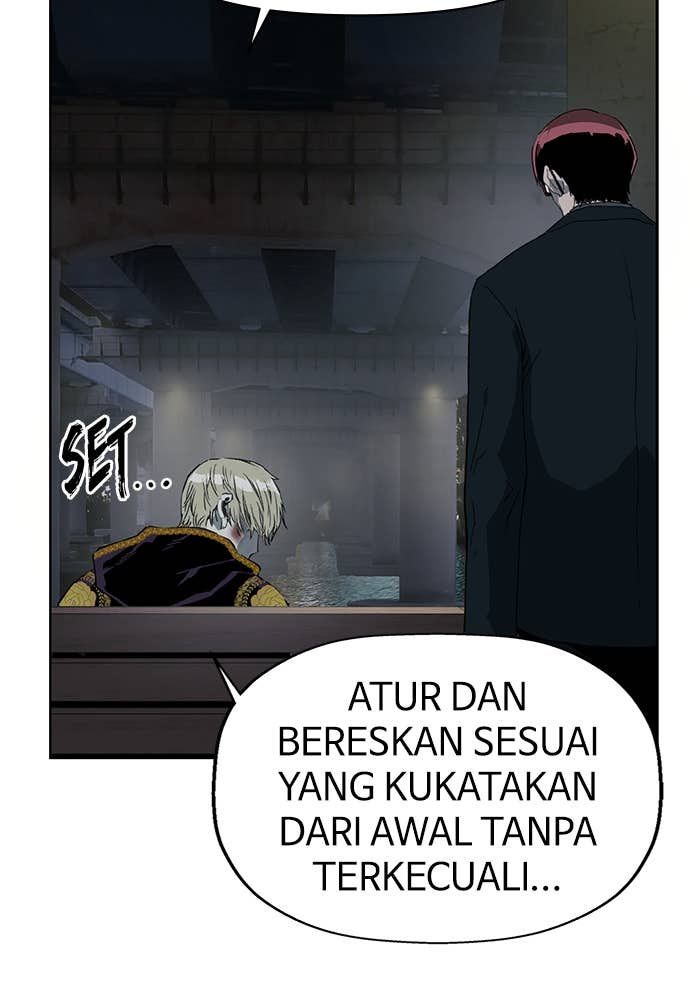 SET...
ATUR DAN
BERESKAN SESUAI
YANG KUKATAKAN
DARI AWAL TANPA
TERKECUALI...